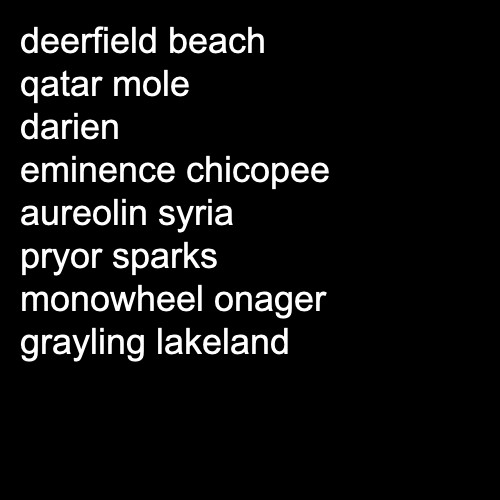 deerfield beach
qatar mole
darien
eminence chicopee
aureolin syria
pryor sparks
monowheel onager
grayling lakeland